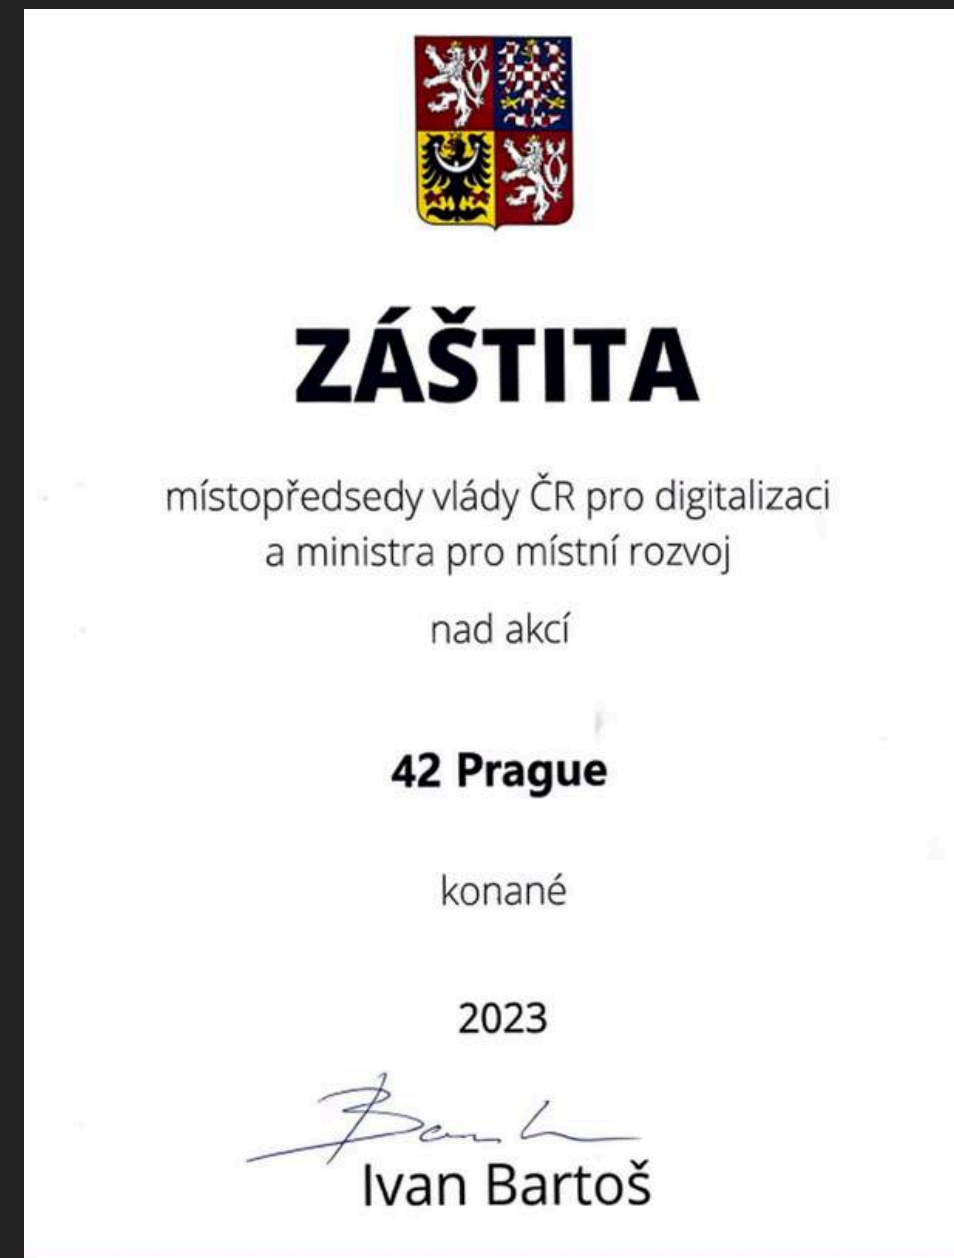 ZÁŠTITA
místopředsedy vlády ČR pro digitalizaci
a ministra pro místní rozvoj
nad akcí
42 Prague
konané
2023
Ivan Bartoš